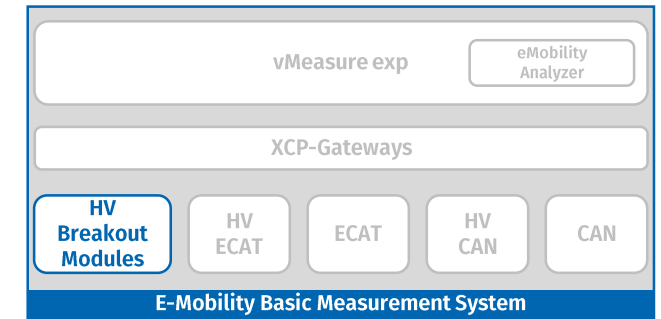 vMeasure exp
eMobility
Analyzer
XCP-Gateways
HV
Breakout
Modules
HV
ECAT
ECAT
HV
CAN
CAN
E-Mobility Basic Measurement System